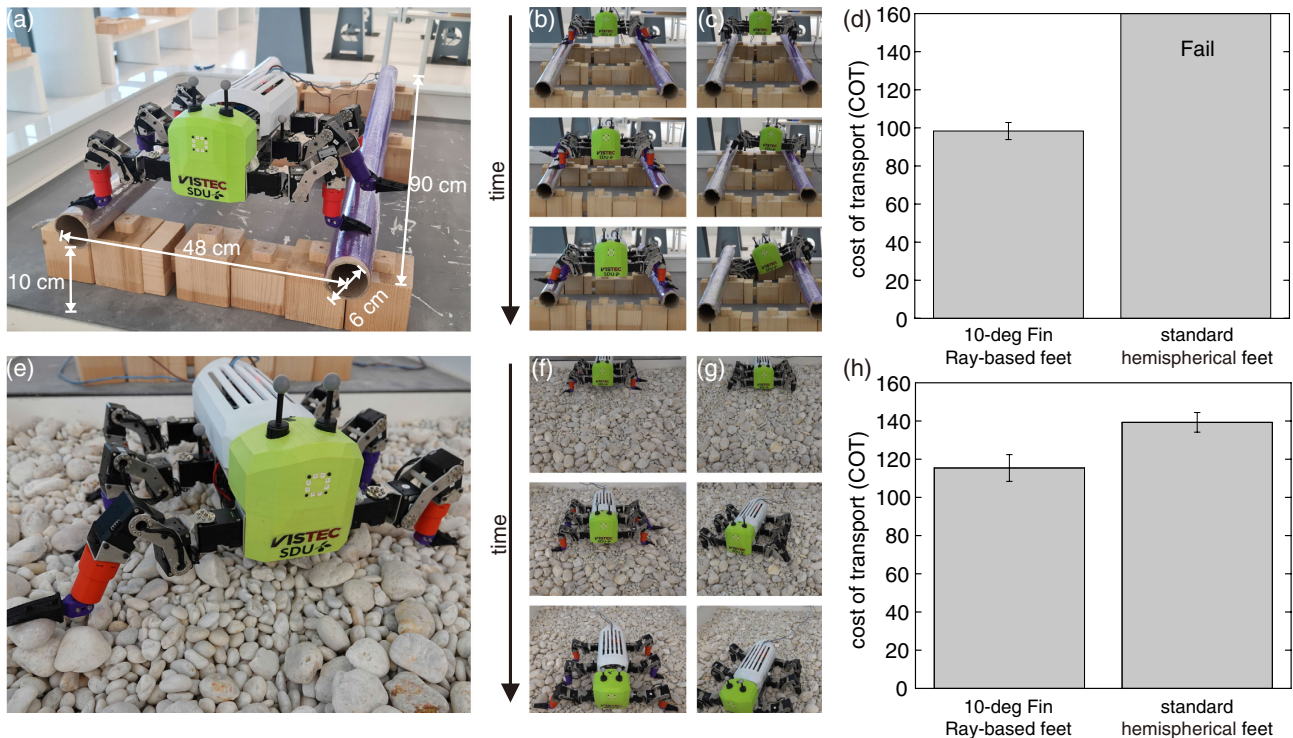 (a)
VISTEC
SDU
90 cm
48 cm
10 cm
6 cm
time
(b)
(c)
(d)
cost of transport (COT)
160
140
120
100
80
60
40
20
0
Fail
10-deg Fin
Ray-based feet
standard
hemispherical feet
(e)
VISTEC
SDU
time
(f)
(g)
(h)
cost of transport (COT)
160
140
120
100
80
60
40
20
0
10-deg Fin
Ray-based feet
standard
hemispherical feet